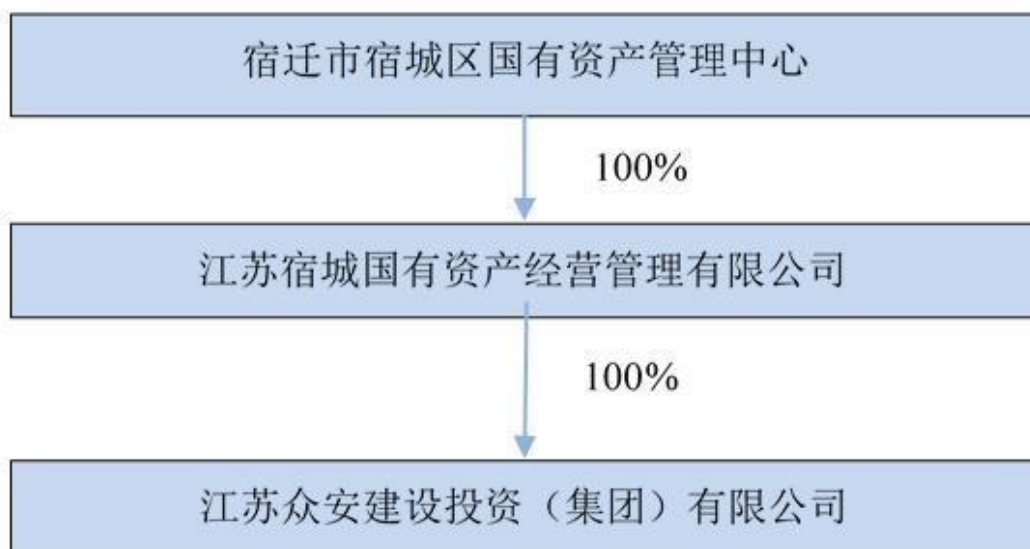 宿迁市宿城区国有资产管理中心
100%
江苏宿城国有资产经营管理有限公司
100%
江苏众安建设投资（集团）有限公司